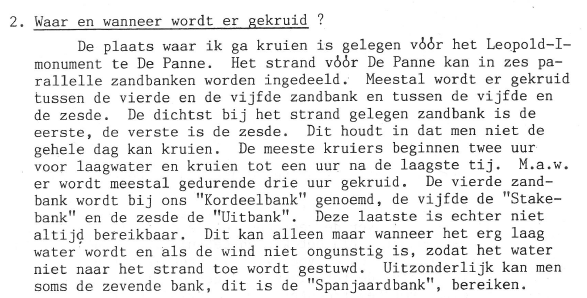 2. Waar en wanneer wordt er gekruid ?
De plaats waar ik ga kruien is gelegen vóór het Leopold-I-
monument te De Panne. Het strand vóór De Panne kan in zes pa-
rallelle zandbanken worden ingedeeld. Meestal wordt er gekruid
tussen de vierde en de vijfde zandbank en tussen de vijfde en
de zesde. De dichtst bij het strand gelegen zandbank is de
eerste, de verste is de zesde. Dit houdt in dat men niet de
gehele dag kan kruien. De meeste kruiers beginnen twee uur
voor laagwater en kruien tot een uur na de laagste tij. M.a.w.
er wordt meestal gedurende drie uur gekruid. De vierde zand-
bank wordt bij ons "Kordeelbank" genoemd, de vijfde de "Stake-
bank" en de zesde de "Uitbank". Deze laatste is echter niet
altijd bereikbaar. Dit kan alleen maar wanneer het erg laag
water wordt en als de wind niet ongunstig is, zodat het water
niet naar het strand toe wordt gestuwd. Uitzonderlijk kan men
soms de zevende bank, dit is de "Spanjaardbank", bereiken.